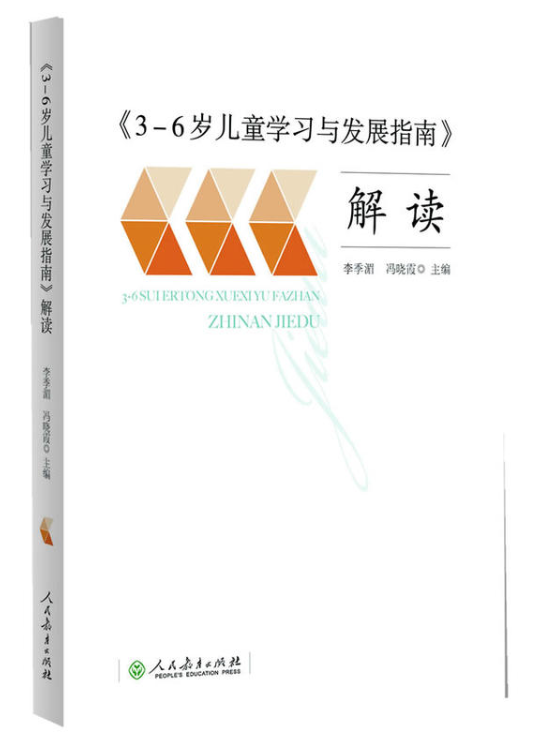 《3-6岁儿童学习与发展指南》
解读
李季湄 冯晓霞◎主编
3-6 SUI ERTONG XUEXI YU FAZHAN
ZHINAN JIEDU
Jiedu
人民教育出版社
PEOPLE'S EDUCATION PRESS
《3-6岁儿童学习与发展指南》解读
李季湄 冯晓霞◎主编
人民教育出版社